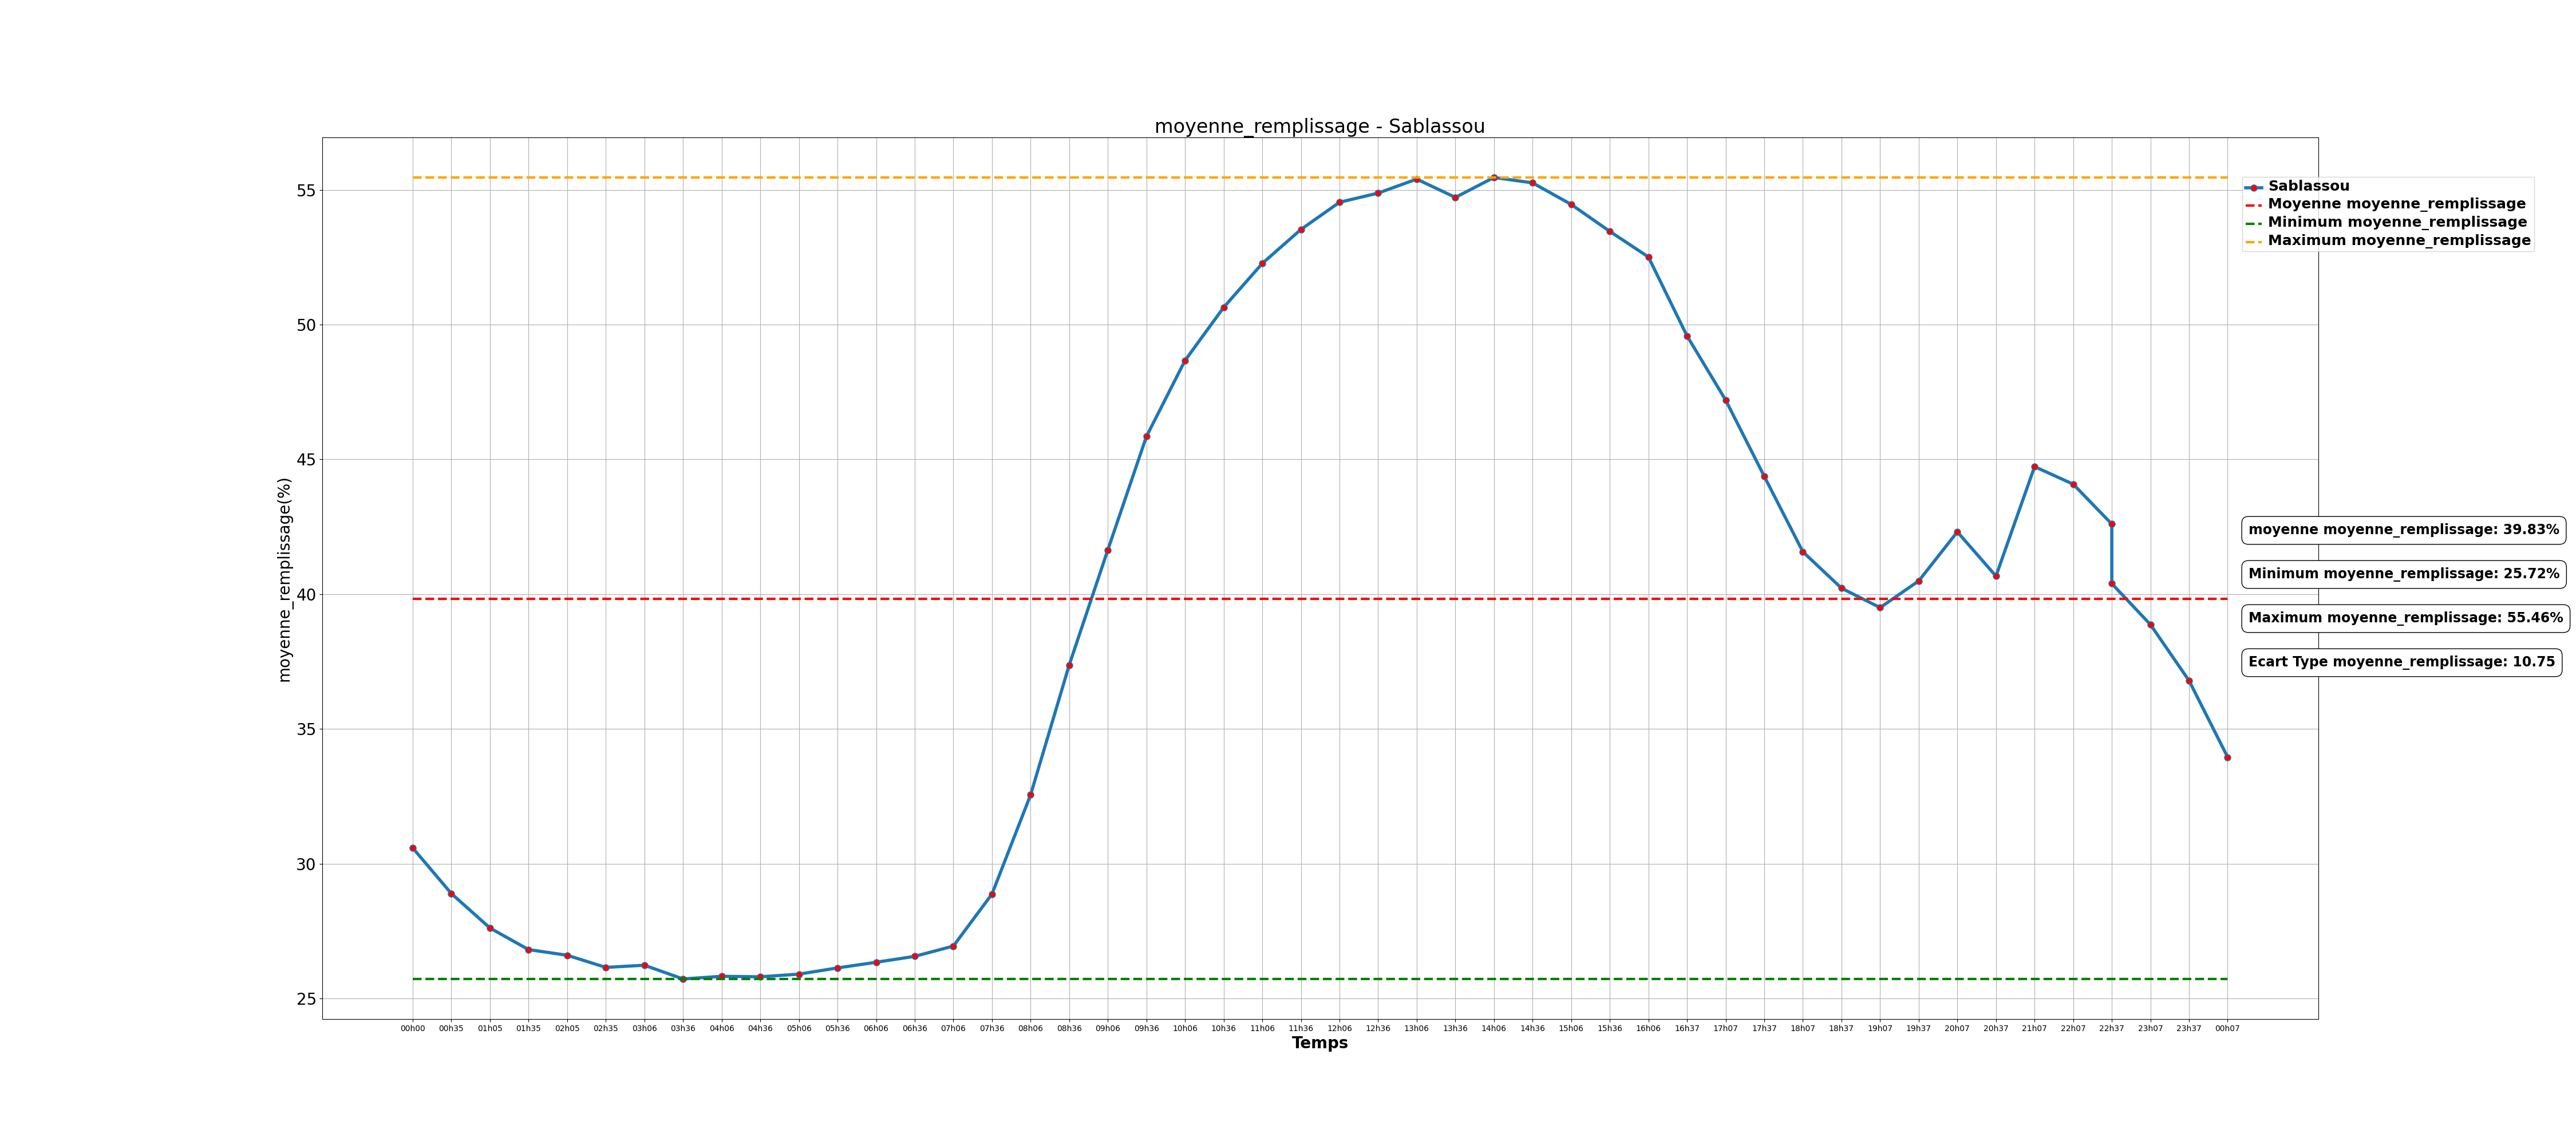 moyenne_remplissage - Sablassou
moyenne_remplissage(%)
55
50
45
40
35
30
25
Sablassou
Moyenne moyenne_remplissage
Minimum moyenne_remplissage
Maximum moyenne_remplissage
moyenne moyenne_remplissage: 39.83%
Minimum moyenne_remplissage: 25.72%
Maximum moyenne_remplissage: 55.46%
Ecart Type moyenne_remplissage: 10.75
00h00 00h35 01h05 01h35 02h05 02h35 03h06 03h36 04h06 04h36 05h06 05h36 06h06 06h36 07h06 07h36 08h06 08h36 09h06 09h36 10h06 10h36 11h06 11h36 12h06 12h36 13h06 13h36 14h06 14h36 15h06 15h36 16h06 16h37 17h07 17h37 18h07 18h37 19h07 19h37 20h07 20h37 21h07 22h07 22h37 23h07 23h37 00h07
Temps